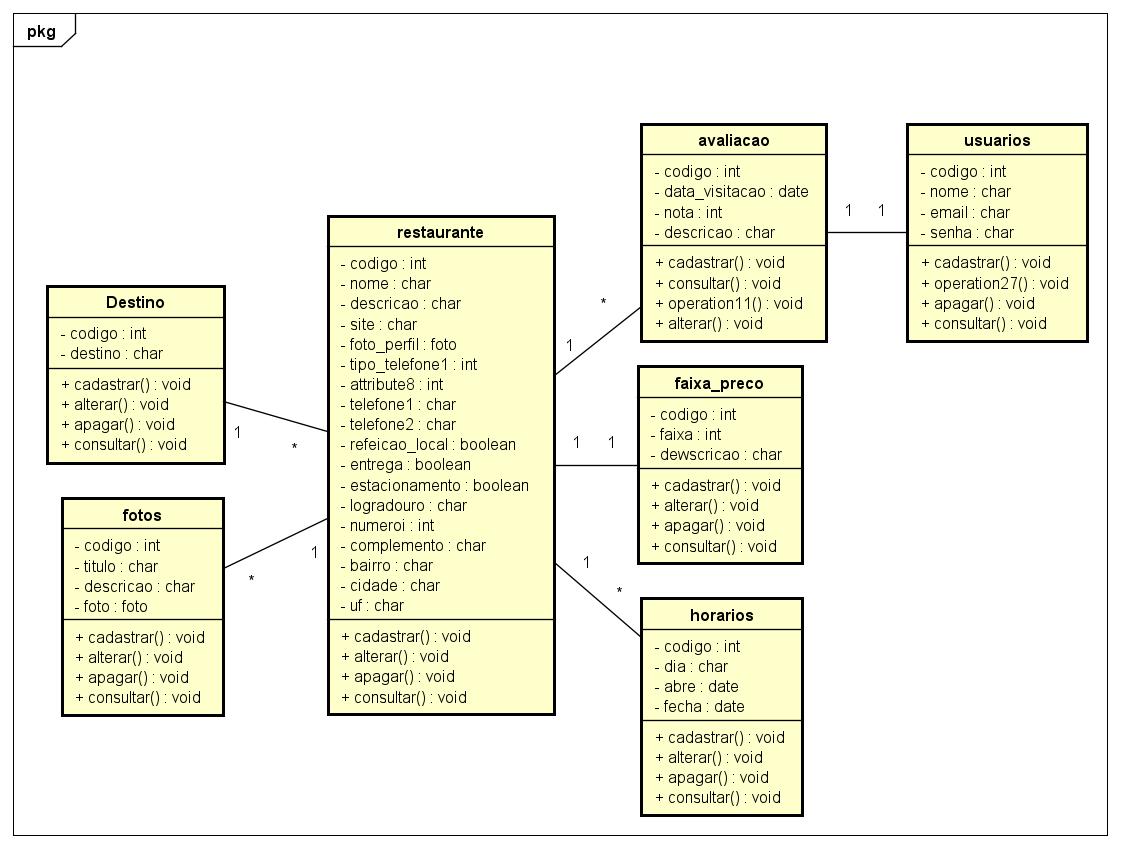 pkg
Destino
- codigo : int
- destino : char
+ cadastrar() : void
+ alterar() : void
+ apagar() : void
+ consultar() : void
1
*
fotos
- codigo : int
- titulo : char
- descricao : char
- foto : foto
+ cadastrar() : void
+ alterar() : void
+ apagar() : void
+ consultar() : void
*
1
restaurante
- codigo : int
- nome : char
- descricao : char
- site : char
- foto_perfil : foto
- tipo_telefone1 : int
- attribute8 : int
- telefone1 : char
- telefone2 : char
- refeicao_local : boolean
- entrega : boolean
- estacionamento : boolean
- logradouro : char
- numeroi : int
- complemento : char
- bairro : char
- cidade : char
- uf : char
+ cadastrar() : void
+ alterar() : void
+ apagar() : void
+ consultar() : void
1
*
avaliacao
- codigo : int
- data_visitacao : date
- nota : int
- descricao : char
+ cadastrar() : void
+ consultar() : void
+ operation11() : void
+ alterar() : void
1
1
usuarios
- codigo : int
- nome : char
- email : char
- senha : char
+ cadastrar() : void
+ operation27() : void
+ apagar() : void
+ consultar() : void
1
1
faixa_preco
- codigo : int
- faixa : int
- dewscricao : char
+ cadastrar() : void
+ alterar() : void
+ apagar() : void
+ consultar() : void
1
*
horarios
- codigo : int
- dia : char
- abre : date
- fecha : date
+ cadastrar() : void
+ alterar() : void
+ apagar() : void
+ consultar() : void